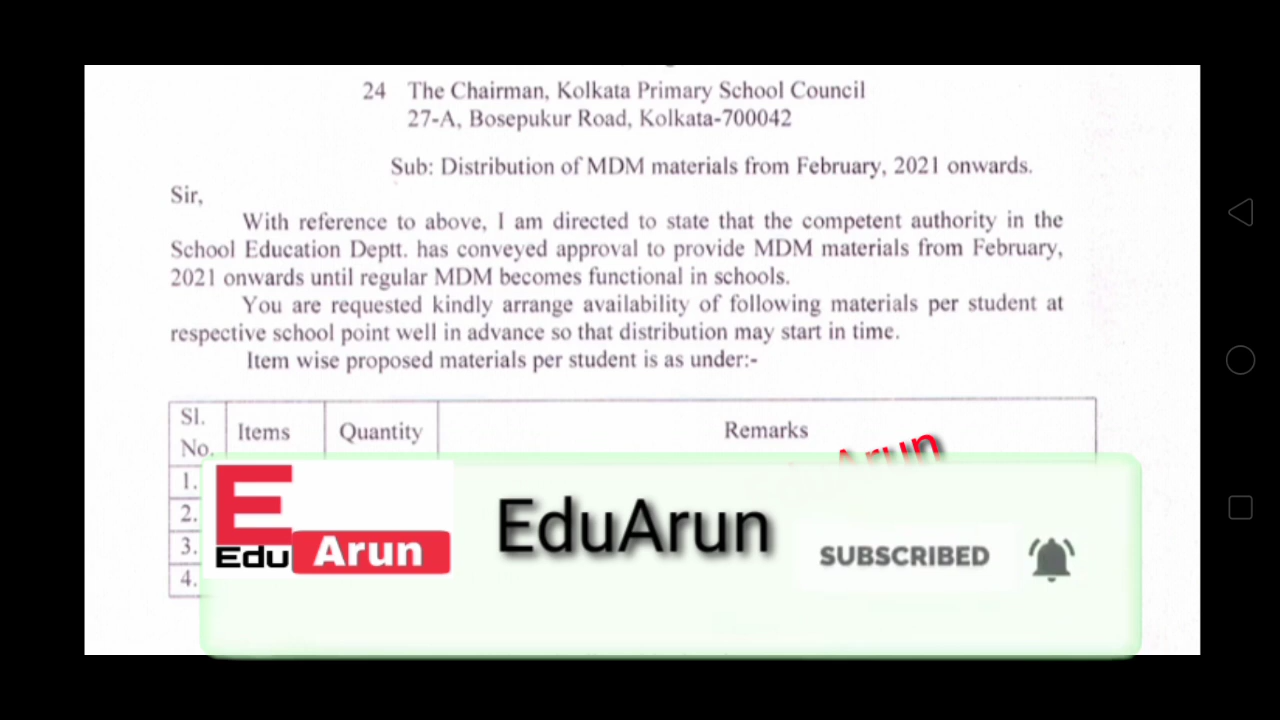 24 The Chairman, Kolkata Primary School Council
27-A, Bosepukur Road, Kolkata-700042
Sub: Distribution of MDM materials from February, 2021 onwards.
Sir,
With reference to above, I am directed to state that the competent authority in the
School Education Deptt. has conveyed approval to provide MDM materials from February,
2021 onwards until regular MDM becomes functional in schools.
You are requested kindly arrange availability of following materials per student at
respective school point well in advance so that distribution may start in time.
Item wise proposed materials per student is as under:-
Sl. No. Items Quantity Remarks
Arun
1.
2.
3.
4.
E
Edu Arun
EduArun
SUBSCRIBED